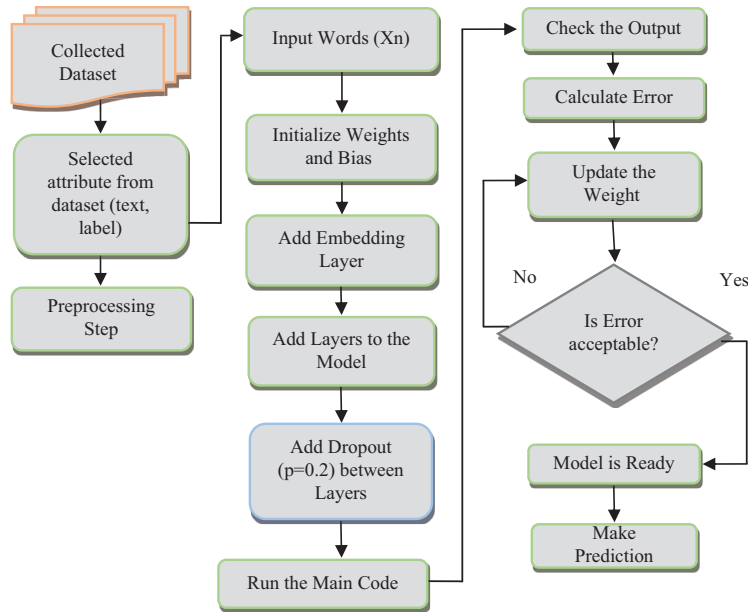 Collected
Dataset
Selected
attribute from
dataset (text,
label)
Preprocessing
Step
Input Words (Xn)
Initialize Weights
and Bias
Add Embedding
Layer
Add Layers to the
Model
Add Dropout
(p=0.2) between
Layers
Run the Main Code
Check the Output
Calculate Error
Update the
Weight
No
Yes
Is Error
acceptable?
Model is Ready
Make
Prediction